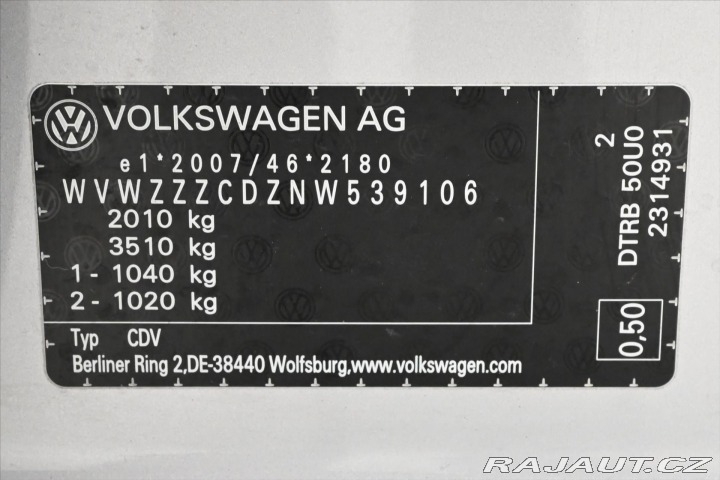 VOLKSWAGEN AG
e1*2007/46*2180
WVWZZZCDZNW539106
2010 kg
3510 kg
1 - 1040 kg
2 - 1020 kg
Typ CDV
Berliner Ring 2,DE-38440 Wolfsburg,www.volkswagen.com
2
DTRB 50U0
2314931
0,50
RAJAUT.CZ